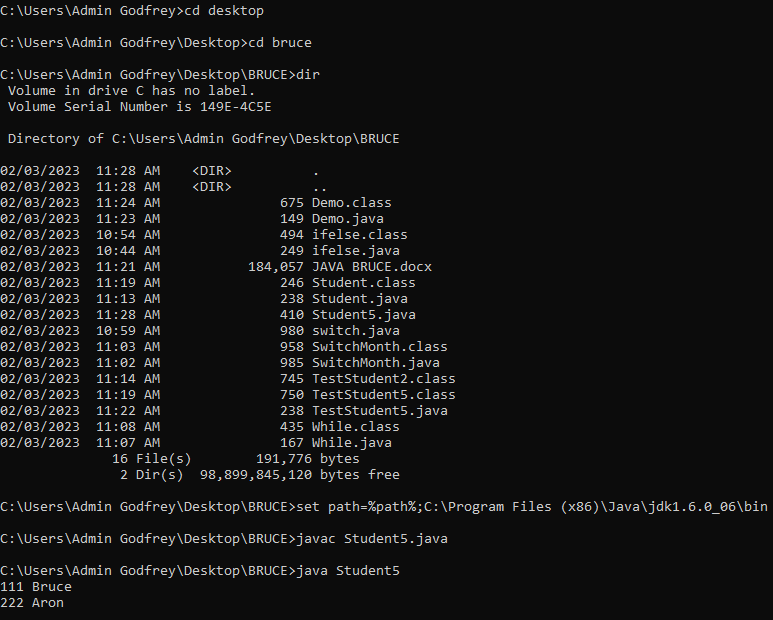 C:\Users\Admin Godfrey>cd desktop
C:\Users\Admin Godfrey\Desktop>cd bruce
C:\Users\Admin Godfrey\Desktop\BRUCE>dir
 Volume in drive C has no label.
 Volume Serial Number is 149E-4C5E
 Directory of C:\Users\Admin Godfrey\Desktop\BRUCE
02/03/2023  11:28 AM    <DIR>          .
02/03/2023  11:28 AM    <DIR>          ..
02/03/2023  11:24 AM               675 Demo.class
02/03/2023  11:23 AM               149 Demo.java
02/03/2023  10:54 AM               494 ifelse.class
02/03/2023  10:44 AM               249 ifelse.java
02/03/2023  11:21 AM           184,057 JAVA BRUCE.docx
02/03/2023  11:19 AM               246 Student.class
02/03/2023  11:13 AM               238 Student.java
02/03/2023  11:28 AM               410 Student5.java
02/03/2023  10:59 AM               980 switch.java
02/03/2023  11:03 AM               958 SwitchMonth.class
02/03/2023  11:02 AM               985 SwitchMonth.java
02/03/2023  11:14 AM               745 TestStudent2.class
02/03/2023  11:19 AM               750 TestStudent5.class
02/03/2023  11:22 AM               238 TestStudent5.java
02/03/2023  11:08 AM               435 While.class
02/03/2023  11:07 AM               167 While.java
              16 File(s)        191,776 bytes
               2 Dir(s)  98,899,845,120 bytes free
C:\Users\Admin Godfrey\Desktop\BRUCE>set path=%path%;C:\Program Files (x86)\Java\jdk1.6.0_06\bin
C:\Users\Admin Godfrey\Desktop\BRUCE>javac Student5.java
C:\Users\Admin Godfrey\Desktop\BRUCE>java Student5
111 Bruce
222 Aron